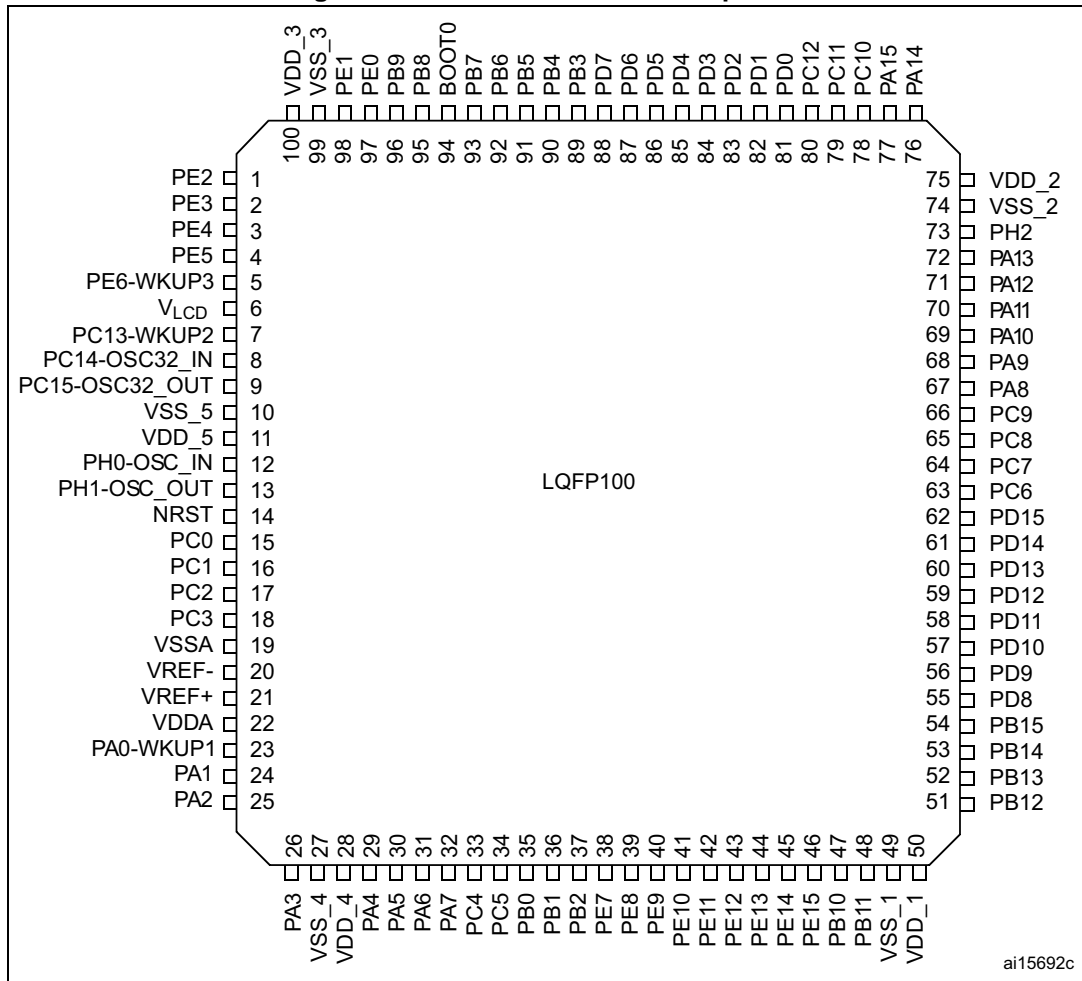 VDD_3
VSS_3
PE1
PE0
PB9
PB8
BOOT0
PB7
PB6
PB5
PB4
PB3
PD7
PD6
PD5
PD4
PD3
PD2
PD1
PD0
PC12
PC11
PC10
PA15
PA14
100
99
98
97
96
95
94
93
92
91
90
89
88
87
86
85
84
83
82
81
80
79
78
77
76
PE2 1
PE3 2
PE4 3
PE5 4
PE6-WKUP3 5
VLCD 6
PC13-WKUP2 7
PC14-OSC32_IN 8
PC15-OSC32_OUT 9
VSS_5 10
VDD_5 11
PH0-OSC_IN 12
PH1-OSC_OUT 13
NRST 14
PC0 15
PC1 16
PC2 17
PC3 18
VSSA 19
VREF- 20
VREF+ 21
VDDA 22
PA0-WKUP1 23
PA1 24
PA2 25
LQFP100
75 VDD_2
74 VSS_2
73 PH2
72 PA13
71 PA12
70 PA11
69 PA10
68 PA9
67 PA8
66 PC9
65 PC8
64 PC7
63 PC6
62 PD15
61 PD14
60 PD13
59 PD12
58 PD11
57 PD10
56 PD9
55 PD8
54 PB15
53 PB14
52 PB13
51 PB12
26
27
28
29
30
31
32
33
34
35
36
37
38
39
40
41
42
43
44
45
46
47
48
49
50
PA3
VSS_4
VDD_4
PA4
PA5
PA6
PA7
PC4
PC5
PB0
PB1
PB2
PE7
PE8
PE9
PE10
PE11
PE12
PE13
PE14
PE15
PB10
PB11
VSS_1
VDD_1
ai15692c